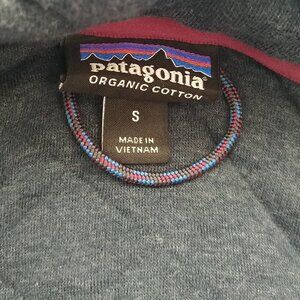 patagonia
ORGANIC COTTON
S
MADE IN
VIETNAM